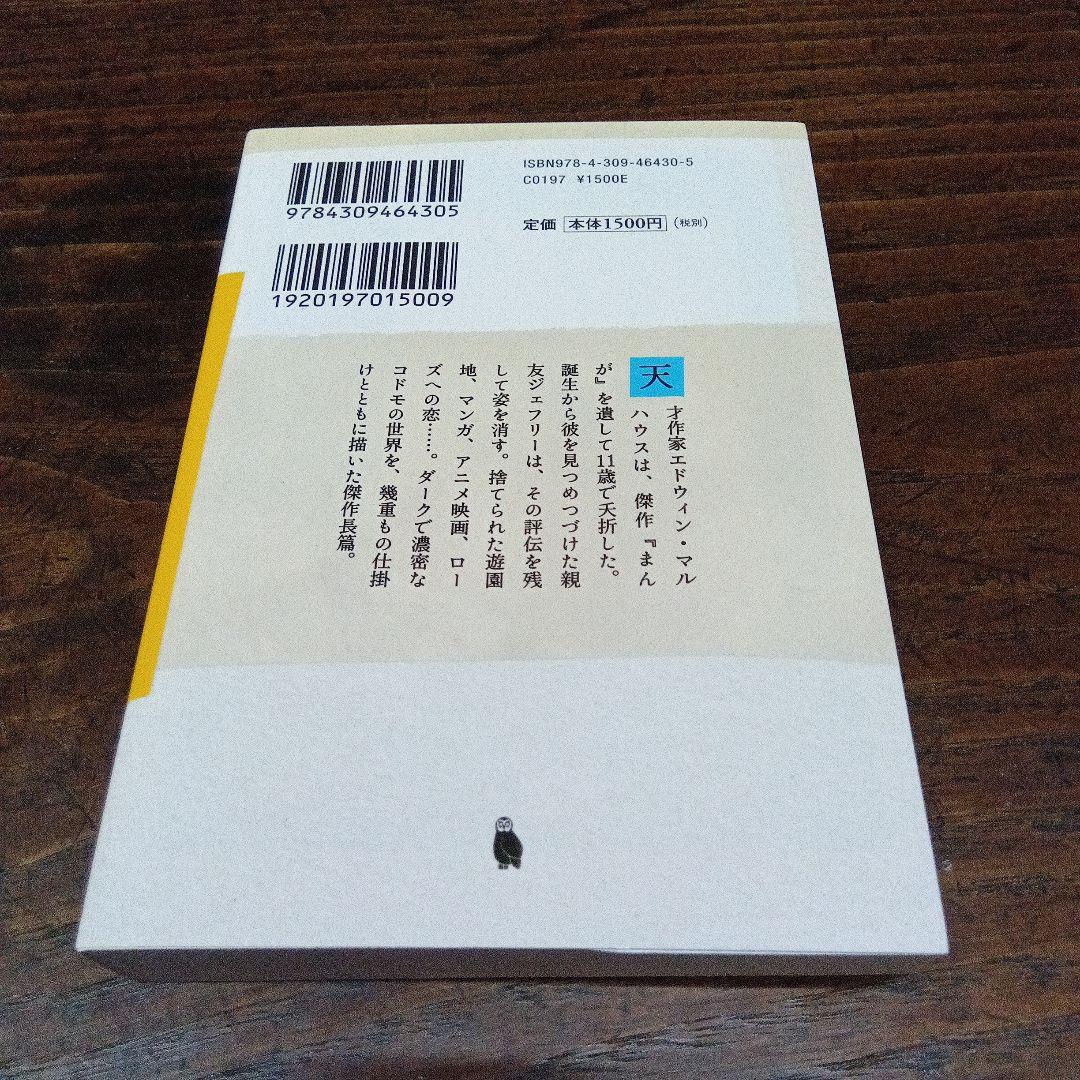 ISBN978-4-309-46430-5
C0197 ¥1500E
9784309464305
定価 本体1500円(税別)
1920197015009
天才作家エドウィン・マル
ハウスは、傑作『まん
が』を遺して11歳で夭折した。
誕生から彼を見つめつづけた親
友ジェフリーは、その評伝を残
して姿を消す。捨てられた遊園
地、マンガ、アニメ映画、ロー
ズへの恋……。ダークで濃密な
コドモの世界を、幾重もの仕掛
けとともに描いた傑作長篇。